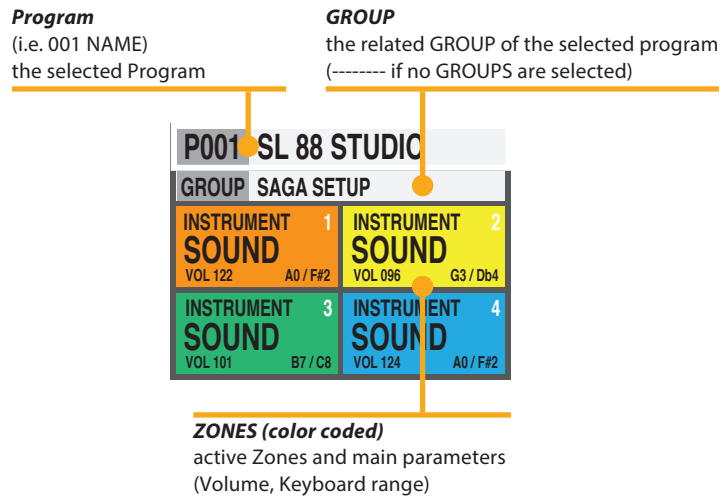 Program
(i.e. 001 NAME)
the selected Program
GROUP
the related GROUP of the selected program
(-------- if no GROUPS are selected)
P001 SL 88 STUDIO
GROUP SAGA SETUP
INSTRUMENT 1
SOUND
VOL 122 A0 / F#2
INSTRUMENT 2
SOUND
VOL 096 G3 / Db4
INSTRUMENT 3
SOUND
VOL 101 B7 / C8
INSTRUMENT 4
SOUND
VOL 124 A0 / F#2
ZONES (color coded)
active Zones and main parameters
(Volume, Keyboard range)